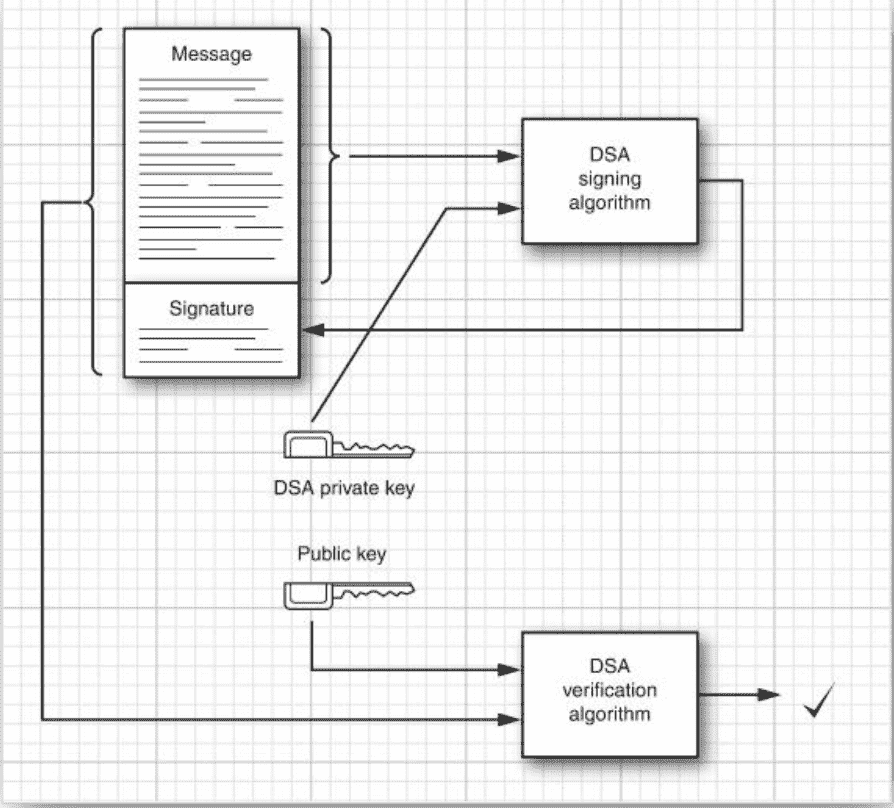 Message
DSA
signing
algorithm
Signature
DSA private key
Public key
DSA
verification
algorithm